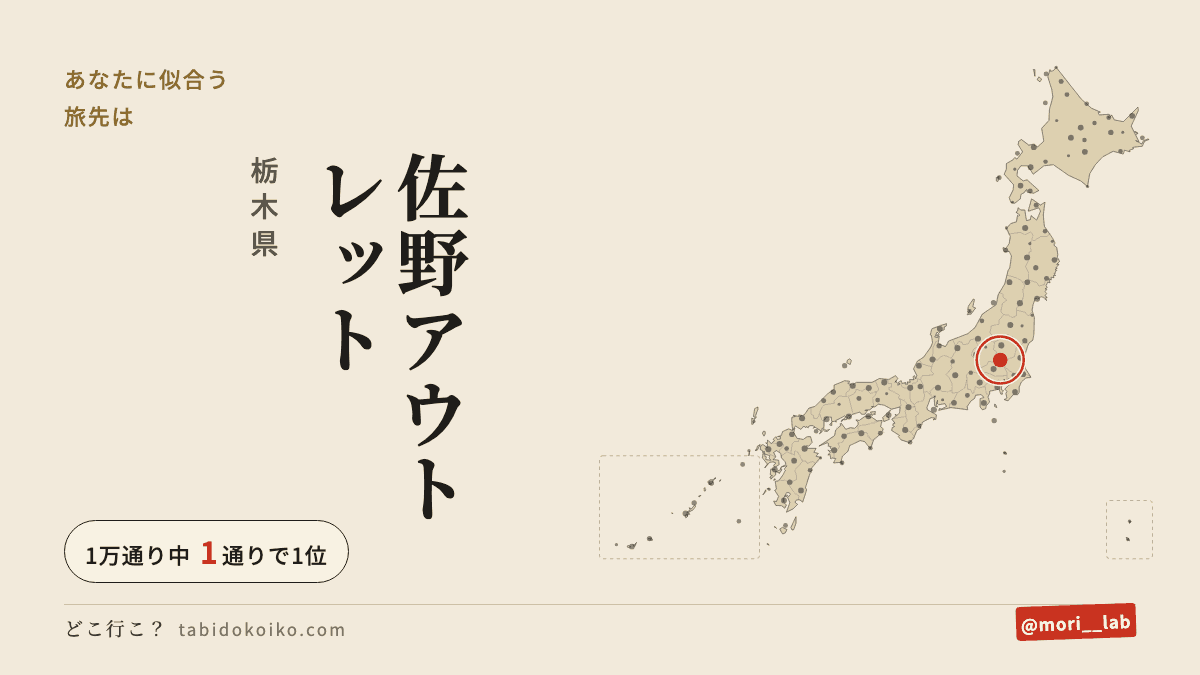 あなたに似合う
旅先は
佐野アウト
レット
栃木県
1万通り中 1通りで1位
どこ行こ？ tabidokoiko.com
@mori__lab